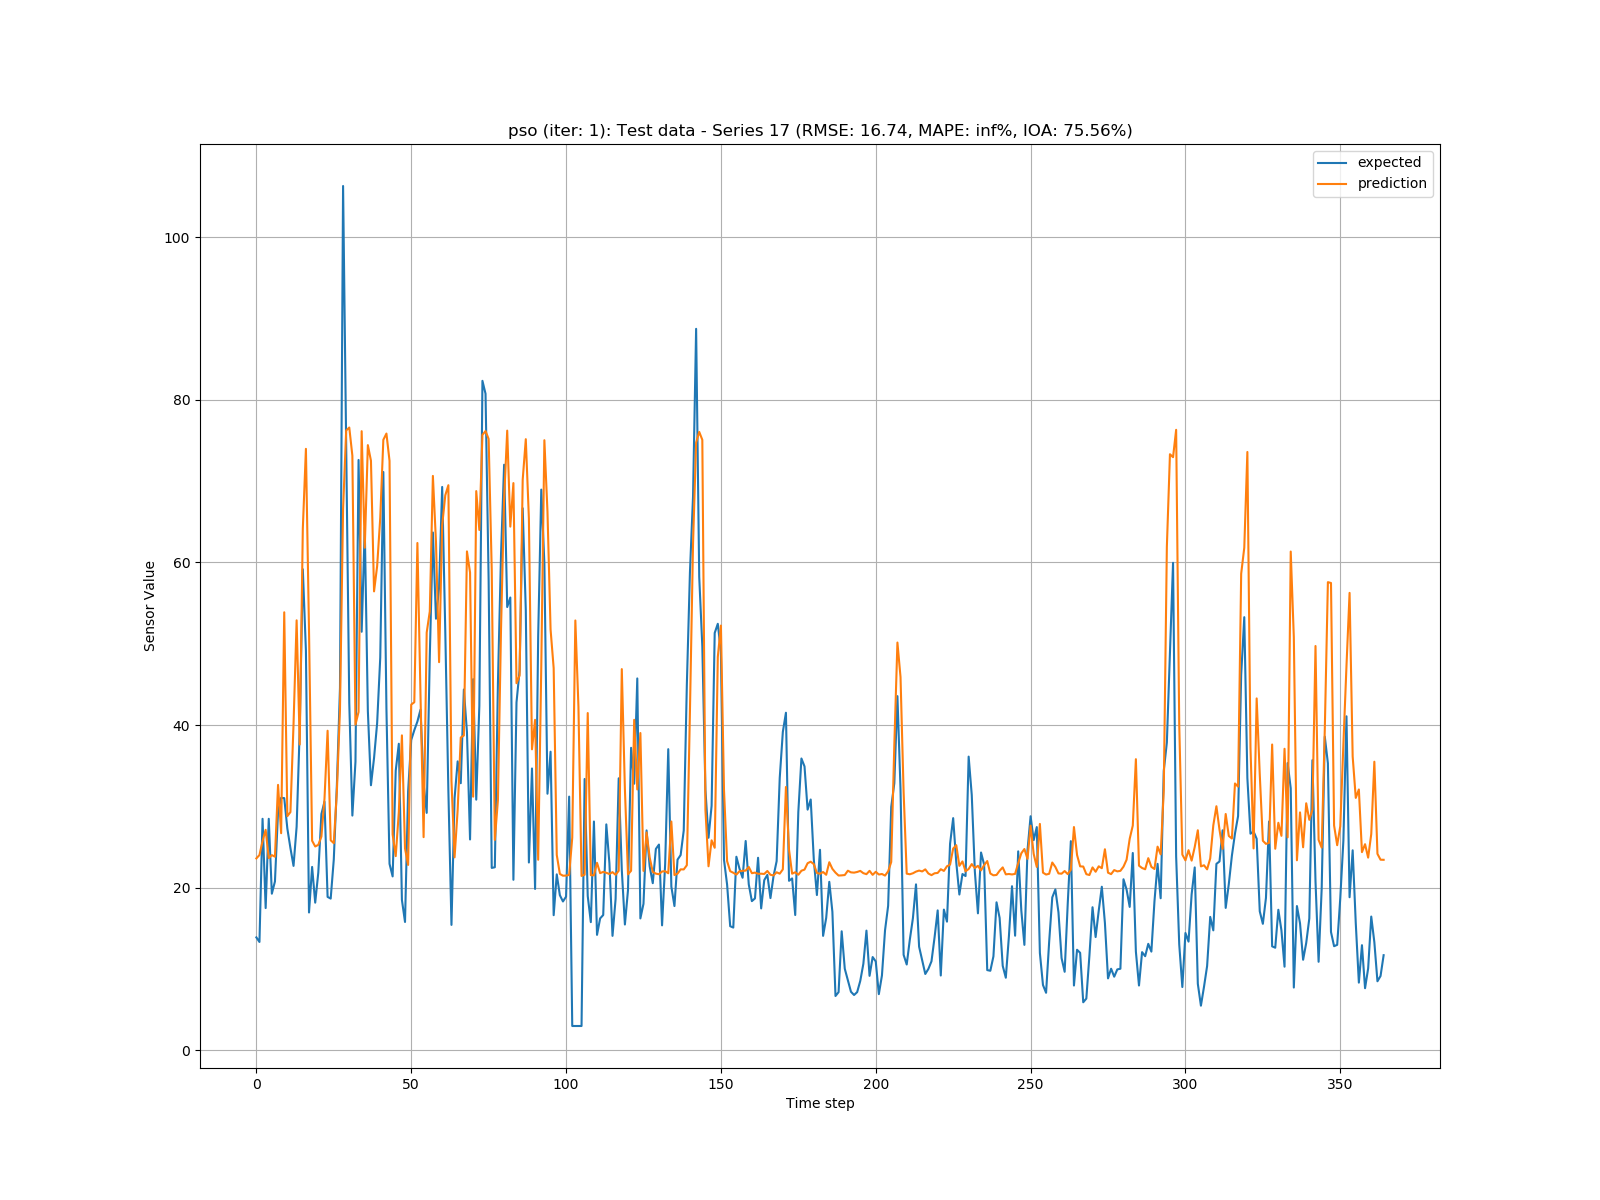 pso (iter: 1): Test data - Series 17 (RMSE: 16.74, MAPE: inf%, IOA: 75.56%)
expected
prediction
100
80
60
40
20
0
Sensor Value
0 50 100 150 200 250 300 350
Time step